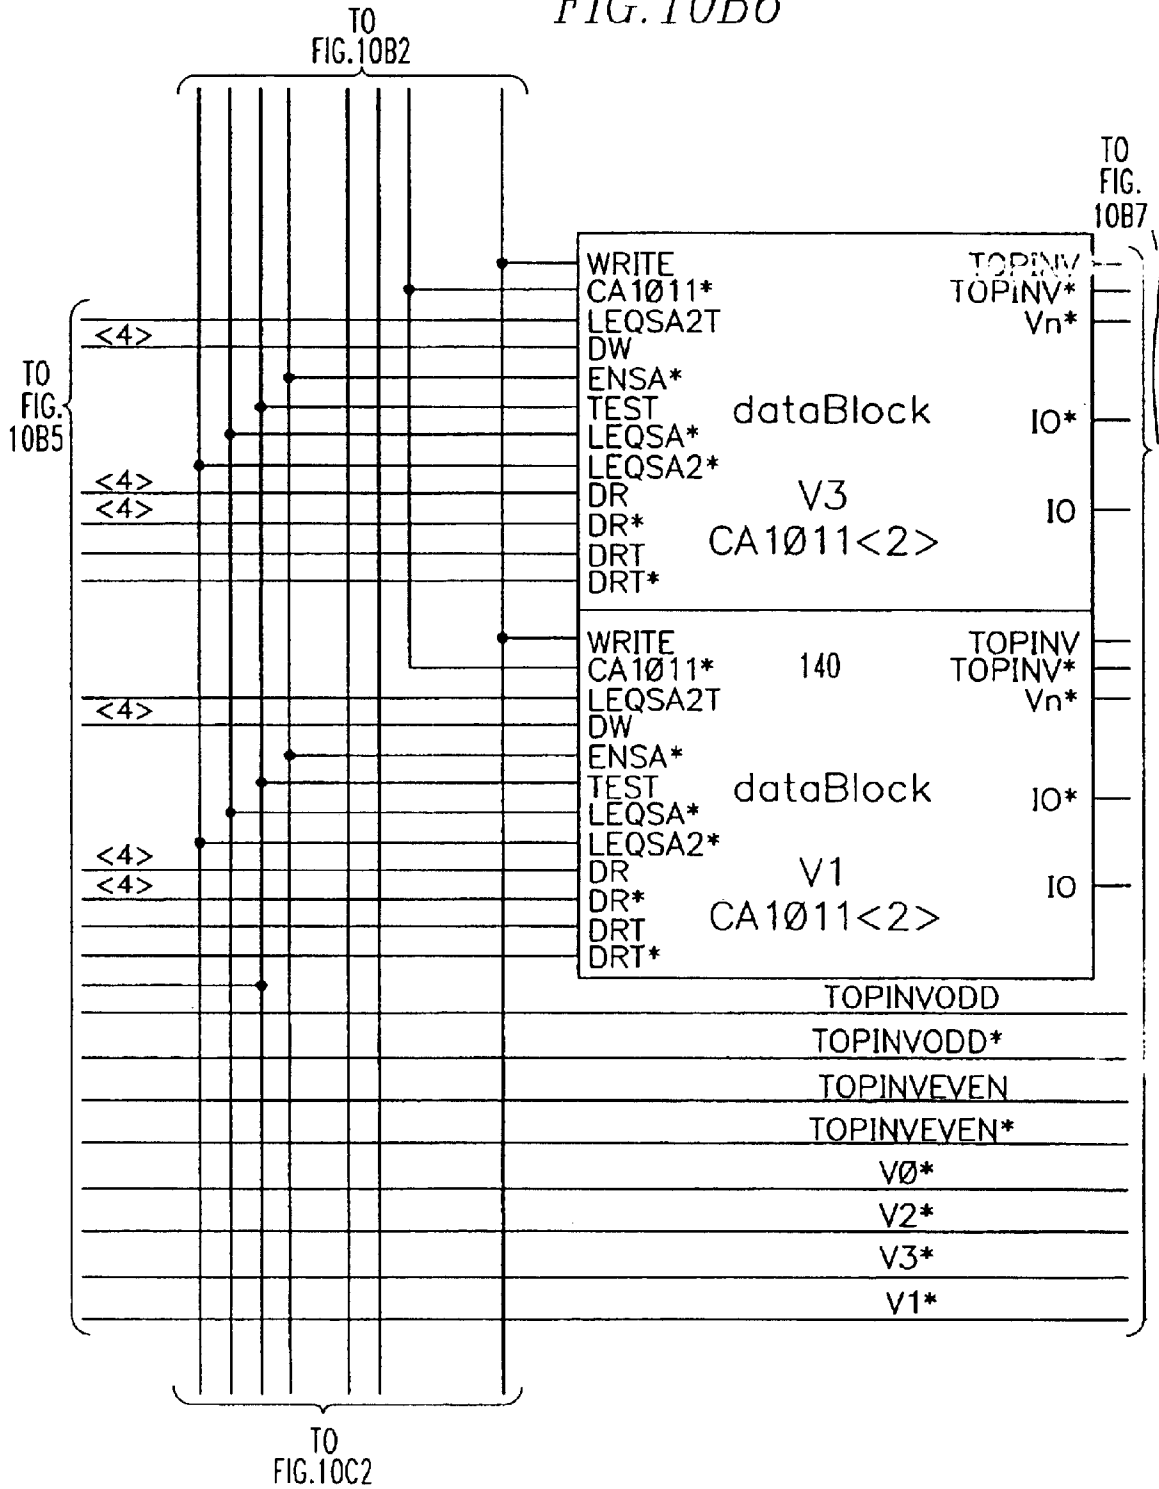 FIG.10B6
TO
FIG.10B2
TO
FIG.
10B7
WRITE
TOPINV
CA1Ø11*
TOPINV*
LEQSA2T
Vn*
<4>
DW
ENSA*
TO
FIG.
10B5
TEST
dataBlock
IO*
LEQSA*
LEQSA2*
<4>
DR
V3
IO
<4>
DR*
CA1Ø11<2>
DRT
DRT*
WRITE
TOPINV
CA1Ø11*
140
TOPINV*
LEQSA2T
Vn*
<4>
DW
ENSA*
TEST
dataBlock
IO*
LEQSA*
LEQSA2*
<4>
DR
V1
IO
<4>
DR*
CA1Ø11<2>
DRT
DRT*
TOPINVODD
TOPINVODD*
TOPINVEVEN
TOPINVEVEN*
VØ*
V2*
V3*
V1*
TO
FIG.10C2